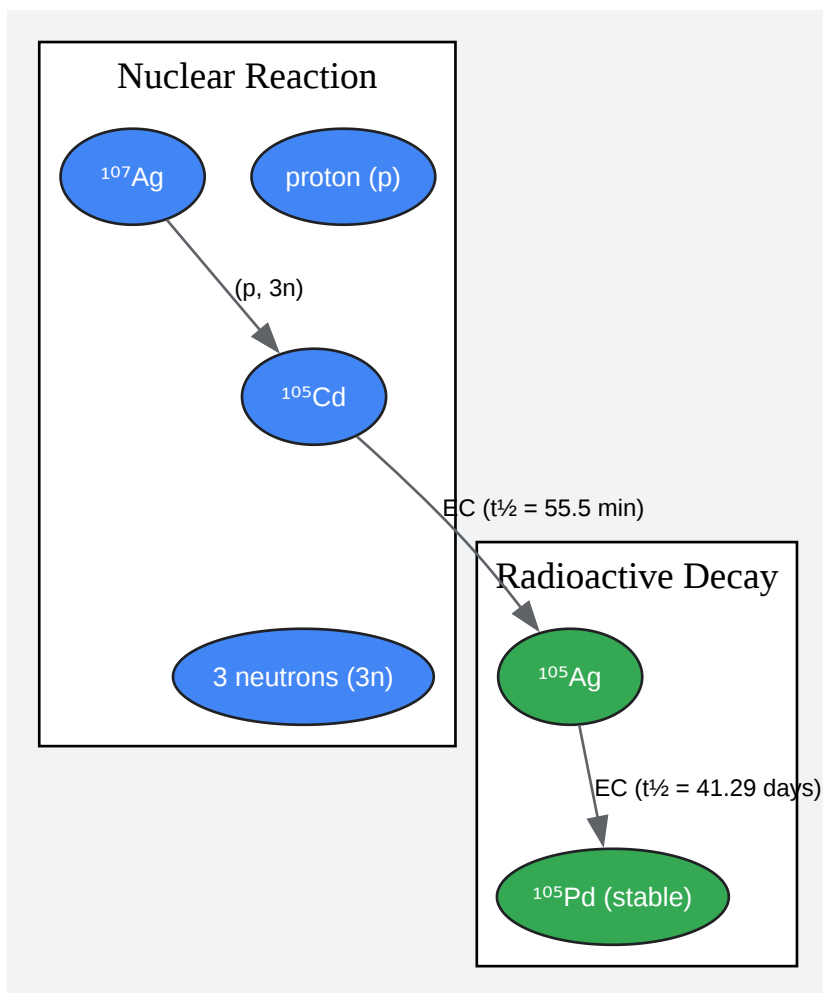 Nuclear Reaction
¹⁰⁷Ag
proton (p)
(p, 3n)
¹⁰⁵Cd
EC (t½ = 55.5 min)
Radioactive Decay
3 neutrons (3n)
¹⁰⁵Ag
EC (t½ = 41.29 days)
¹⁰⁵Pd (stable)